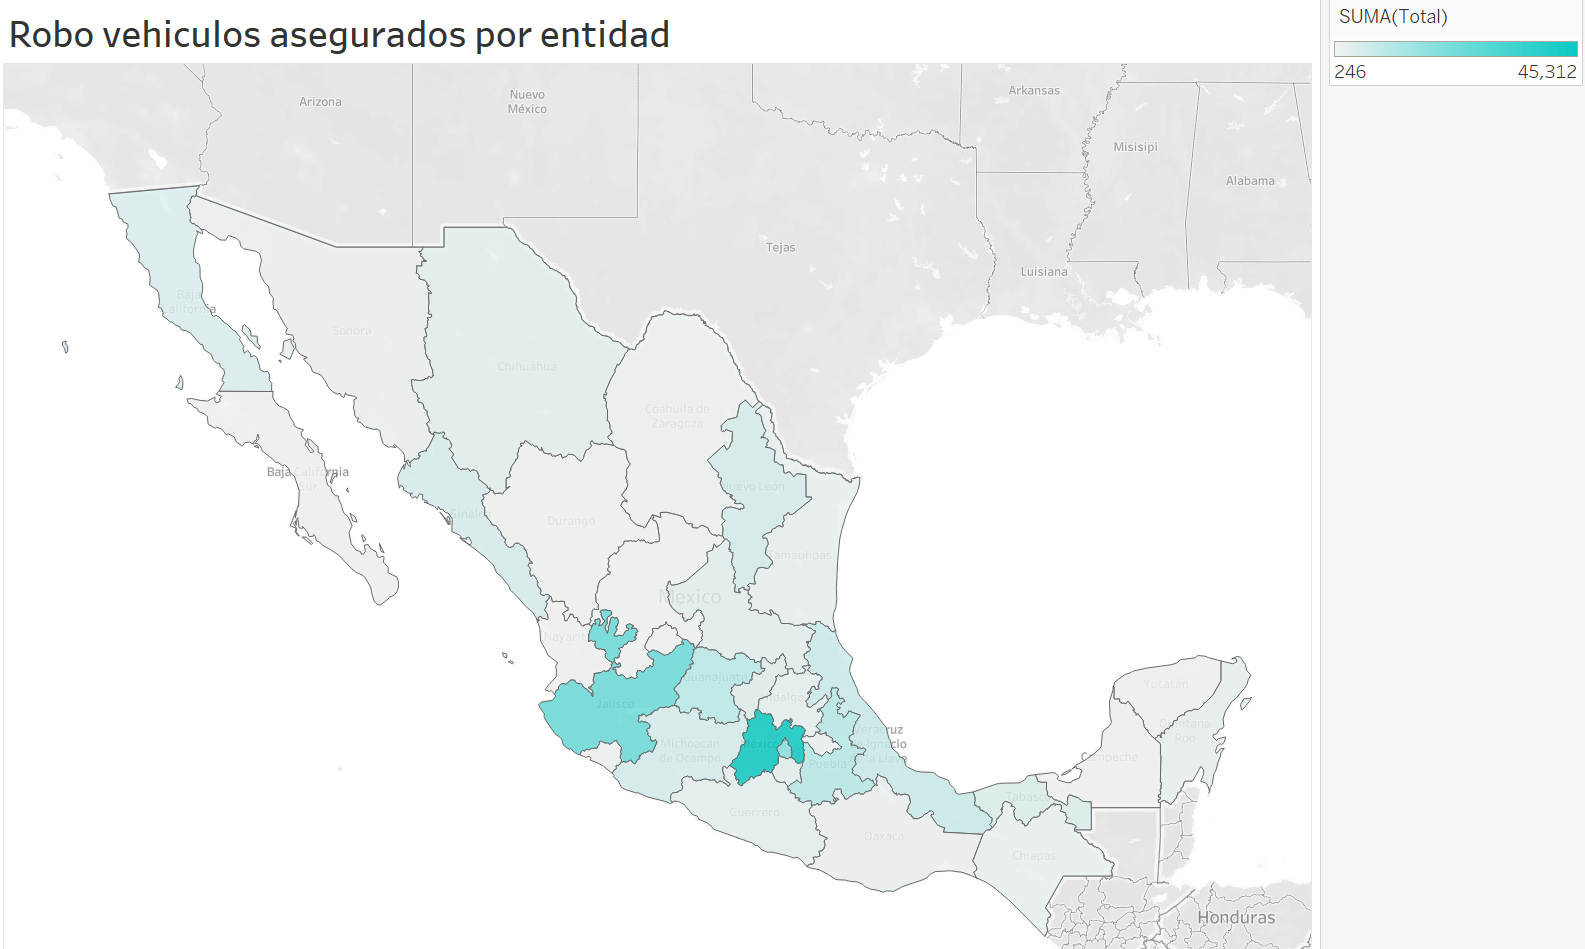 Robo vehiculos asegurados por entidad
SUMA(Total)
246
45,312
Arizona
Nuevo
México
Arkansas
Misisipi
Alabama
Tejas
Luisiana
Baja
California
Sonora
Chihuahua
Coahuila de
Zaragoza
Baja California
Sur
Nuevo León
Sinaloa
Durango
Tamaulipas
Mexico
Nayarit
Guanajuato
Hidalgo
Jalisco
Yucatán
Quintana
Roo
Michoacán
de Ocampo
México
Veracruz
de Ignacio
de la Llave
Puebla
Campeche
Tabasco
Guerrero
Oaxaca
Chiapas
Honduras